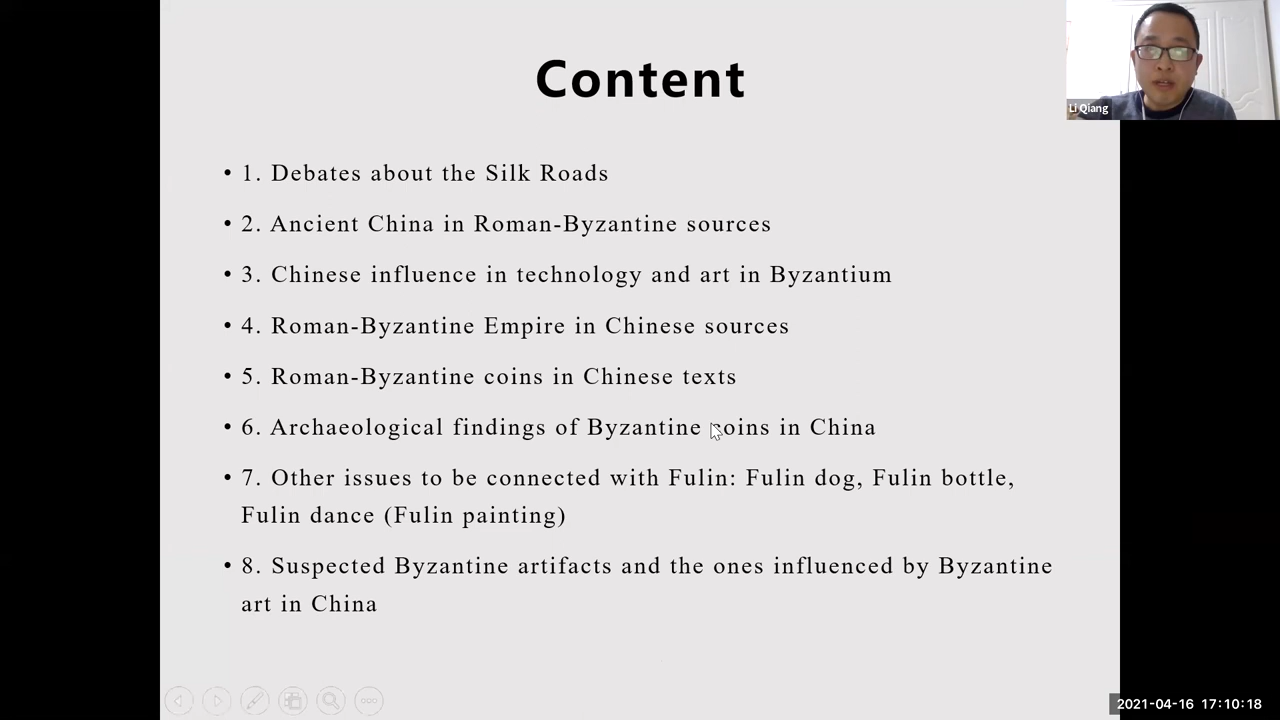 Content
• 1. Debates about the Silk Roads
• 2. Ancient China in Roman-Byzantine sources
• 3. Chinese influence in technology and art in Byzantium
• 4. Roman-Byzantine Empire in Chinese sources
• 5. Roman-Byzantine coins in Chinese texts
• 6. Archaeological findings of Byzantine coins in China
• 7. Other issues to be connected with Fulin: Fulin dog, Fulin bottle,
Fulin dance (Fulin painting)
• 8. Suspected Byzantine artifacts and the ones influenced by Byzantine
art in China
Li Qiang
2021-04-16 17:10:18